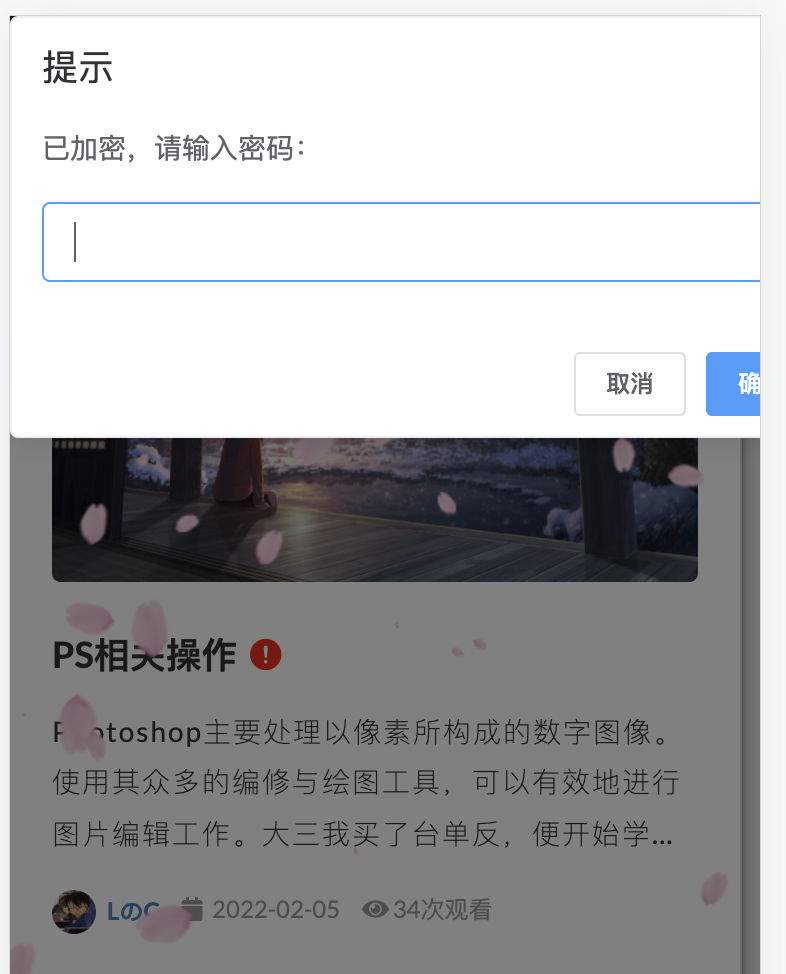 提示
已加密，请输入密码：
取消
确
PS相关操作
Photoshop主要处理以像素所构成的数字图像。
使用其众多的编修与绘图工具，可以有效地进行
图片编辑工作。大三我买了台单反，便开始学...
LのC 2022-02-05 34次观看